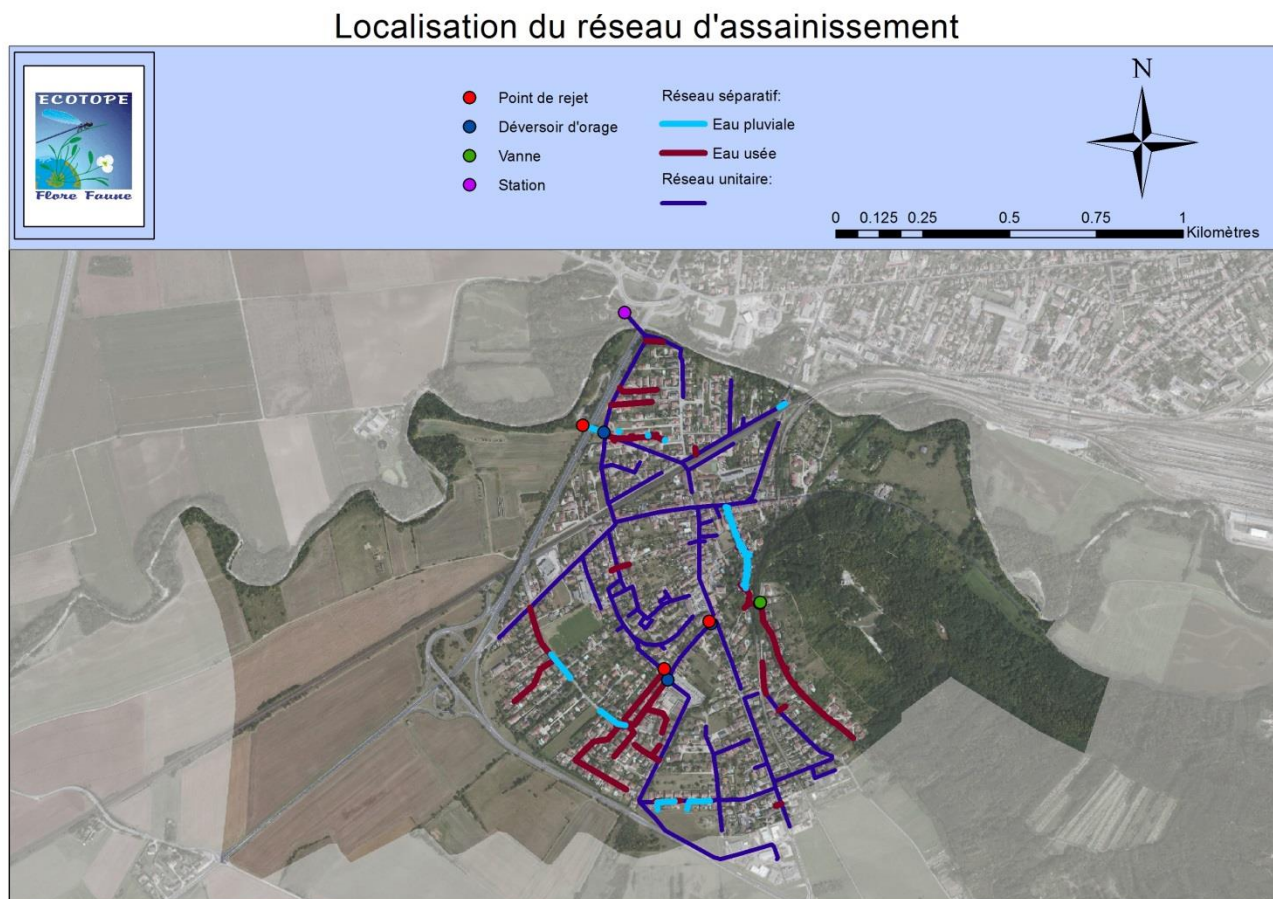 Localisation du réseau d'assainissement
ECOTOPE
Flore Faune
Point de rejet
Déversoir d'orage
Vanne
Station
Réseau séparatif:
Eau pluviale
Eau usée
Réseau unitaire:
N
0 0.125 0.25 0.5 0.75 1
Kilomètres